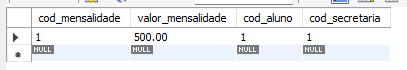 cod_mensalidade valor_mensalidade cod_aluno cod_secretaria
1 500.00 1 1
NULL NULL NULL NULL